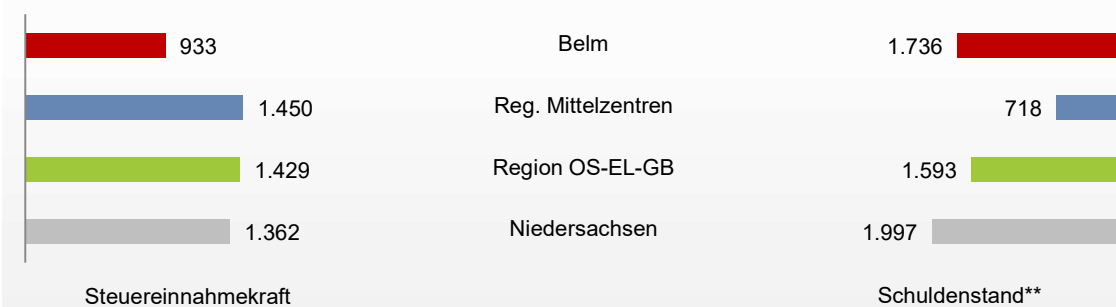 933 Belm 1.736
1.450 Reg. Mittelzentren 718
1.429 Region OS-EL-GB 1.593
1.362 Niedersachsen 1.997
Steuereinnahmekraft Schuldenstand**